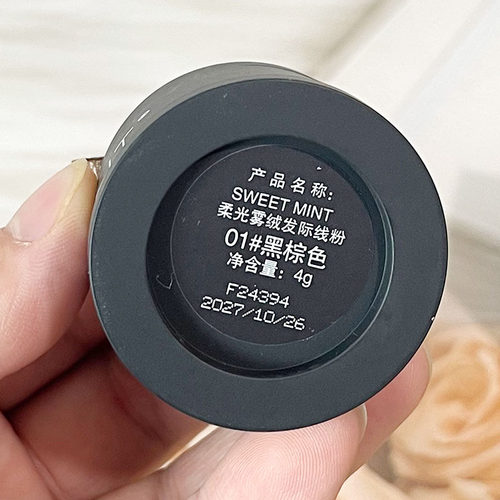 产品名称：
SWEET MINT
柔光雾绒发际线粉
01#黑棕色
净含量：4g
F24394
2027/10/26